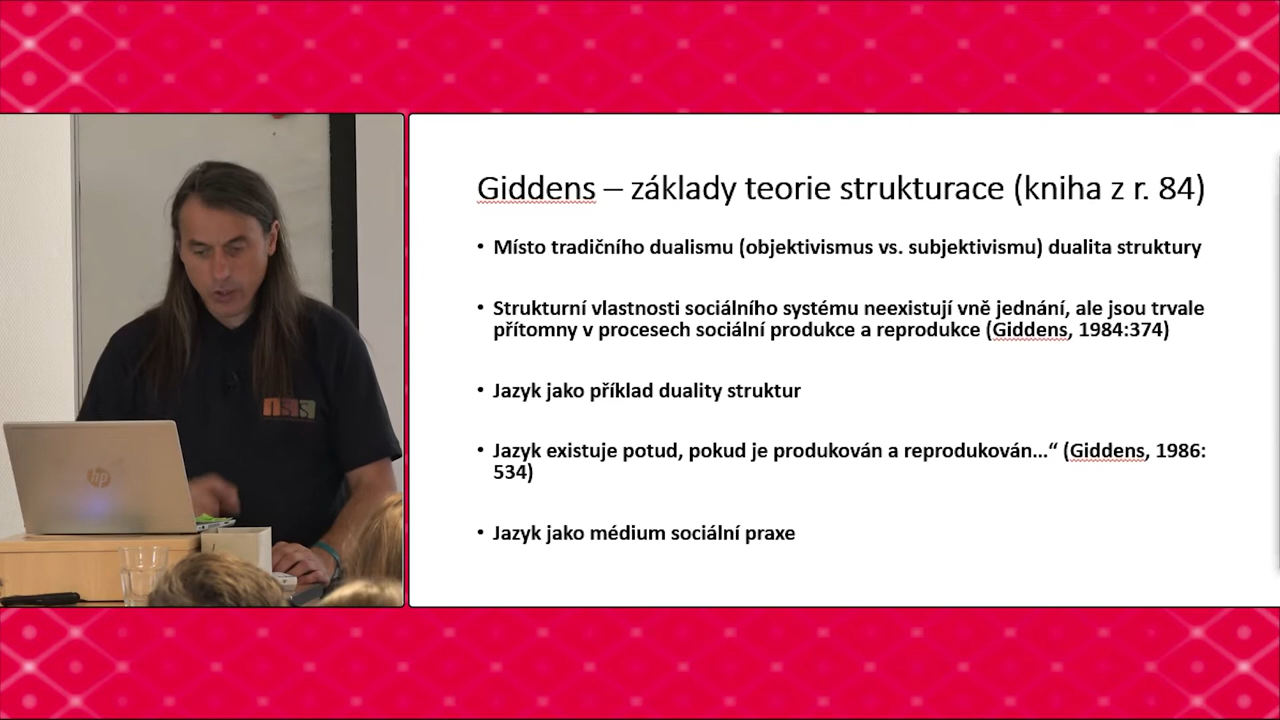 Giddens – základy teorie strukturace (kniha z r. 84)
• Místo tradičního dualismu (objektivismus vs. subjektivismu) dualita struktury
• Strukturní vlastnosti sociálního systému neexistují vně jednání, ale jsou trvale
přítomny v procesech sociální produkce a reprodukce (Giddens, 1984:374)
• Jazyk jako příklad duality struktur
• Jazyk existuje potud, pokud je produkován a reprodukován...“ (Giddens, 1986:
534)
• Jazyk jako médium sociální praxe
ISS
hp